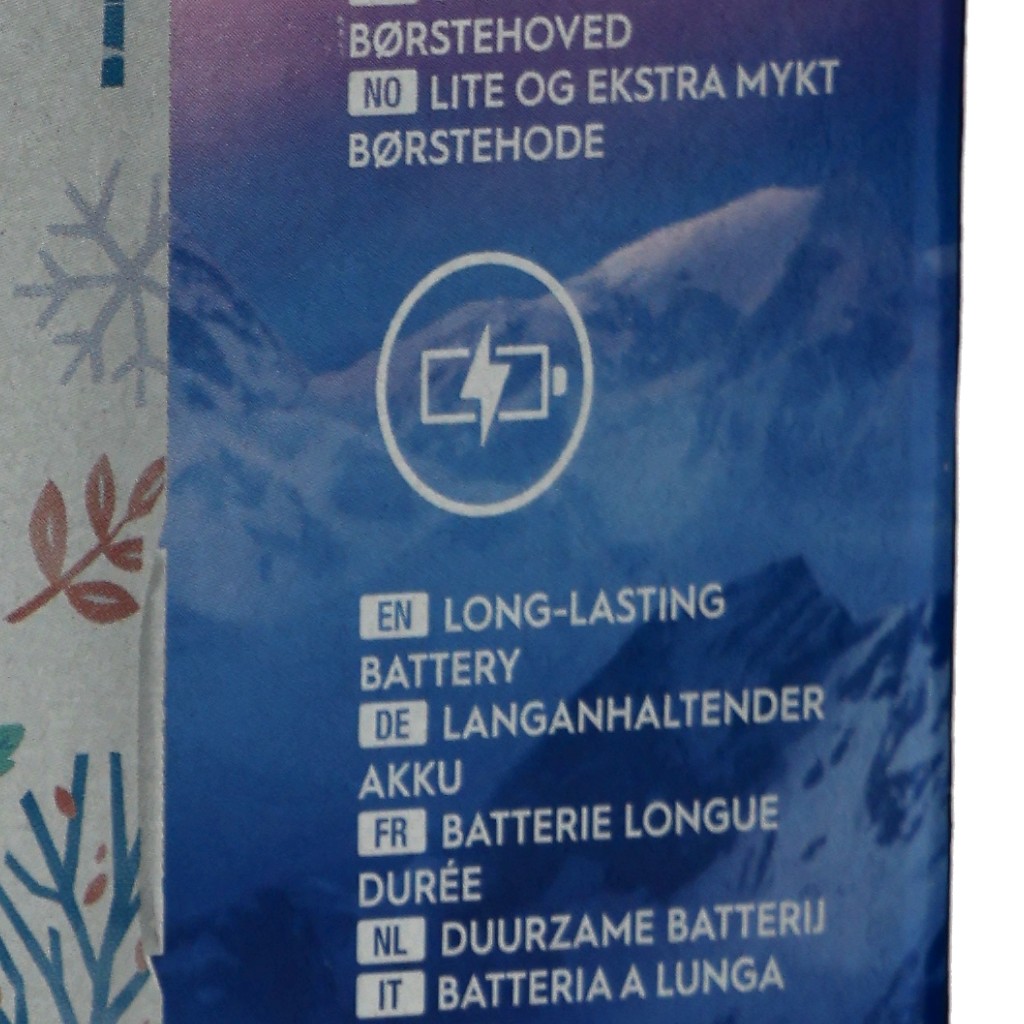 BØRSTEHOVED
NO LITE OG EKSTRA MYKT
BØRSTEHODE
EN LONG-LASTING
BATTERY
DE LANGANHALTENDER
AKKU
FR BATTERIE LONGUE
DURÉE
NL DUURZAME BATTERIJ
IT BATTERIA A LUNGA